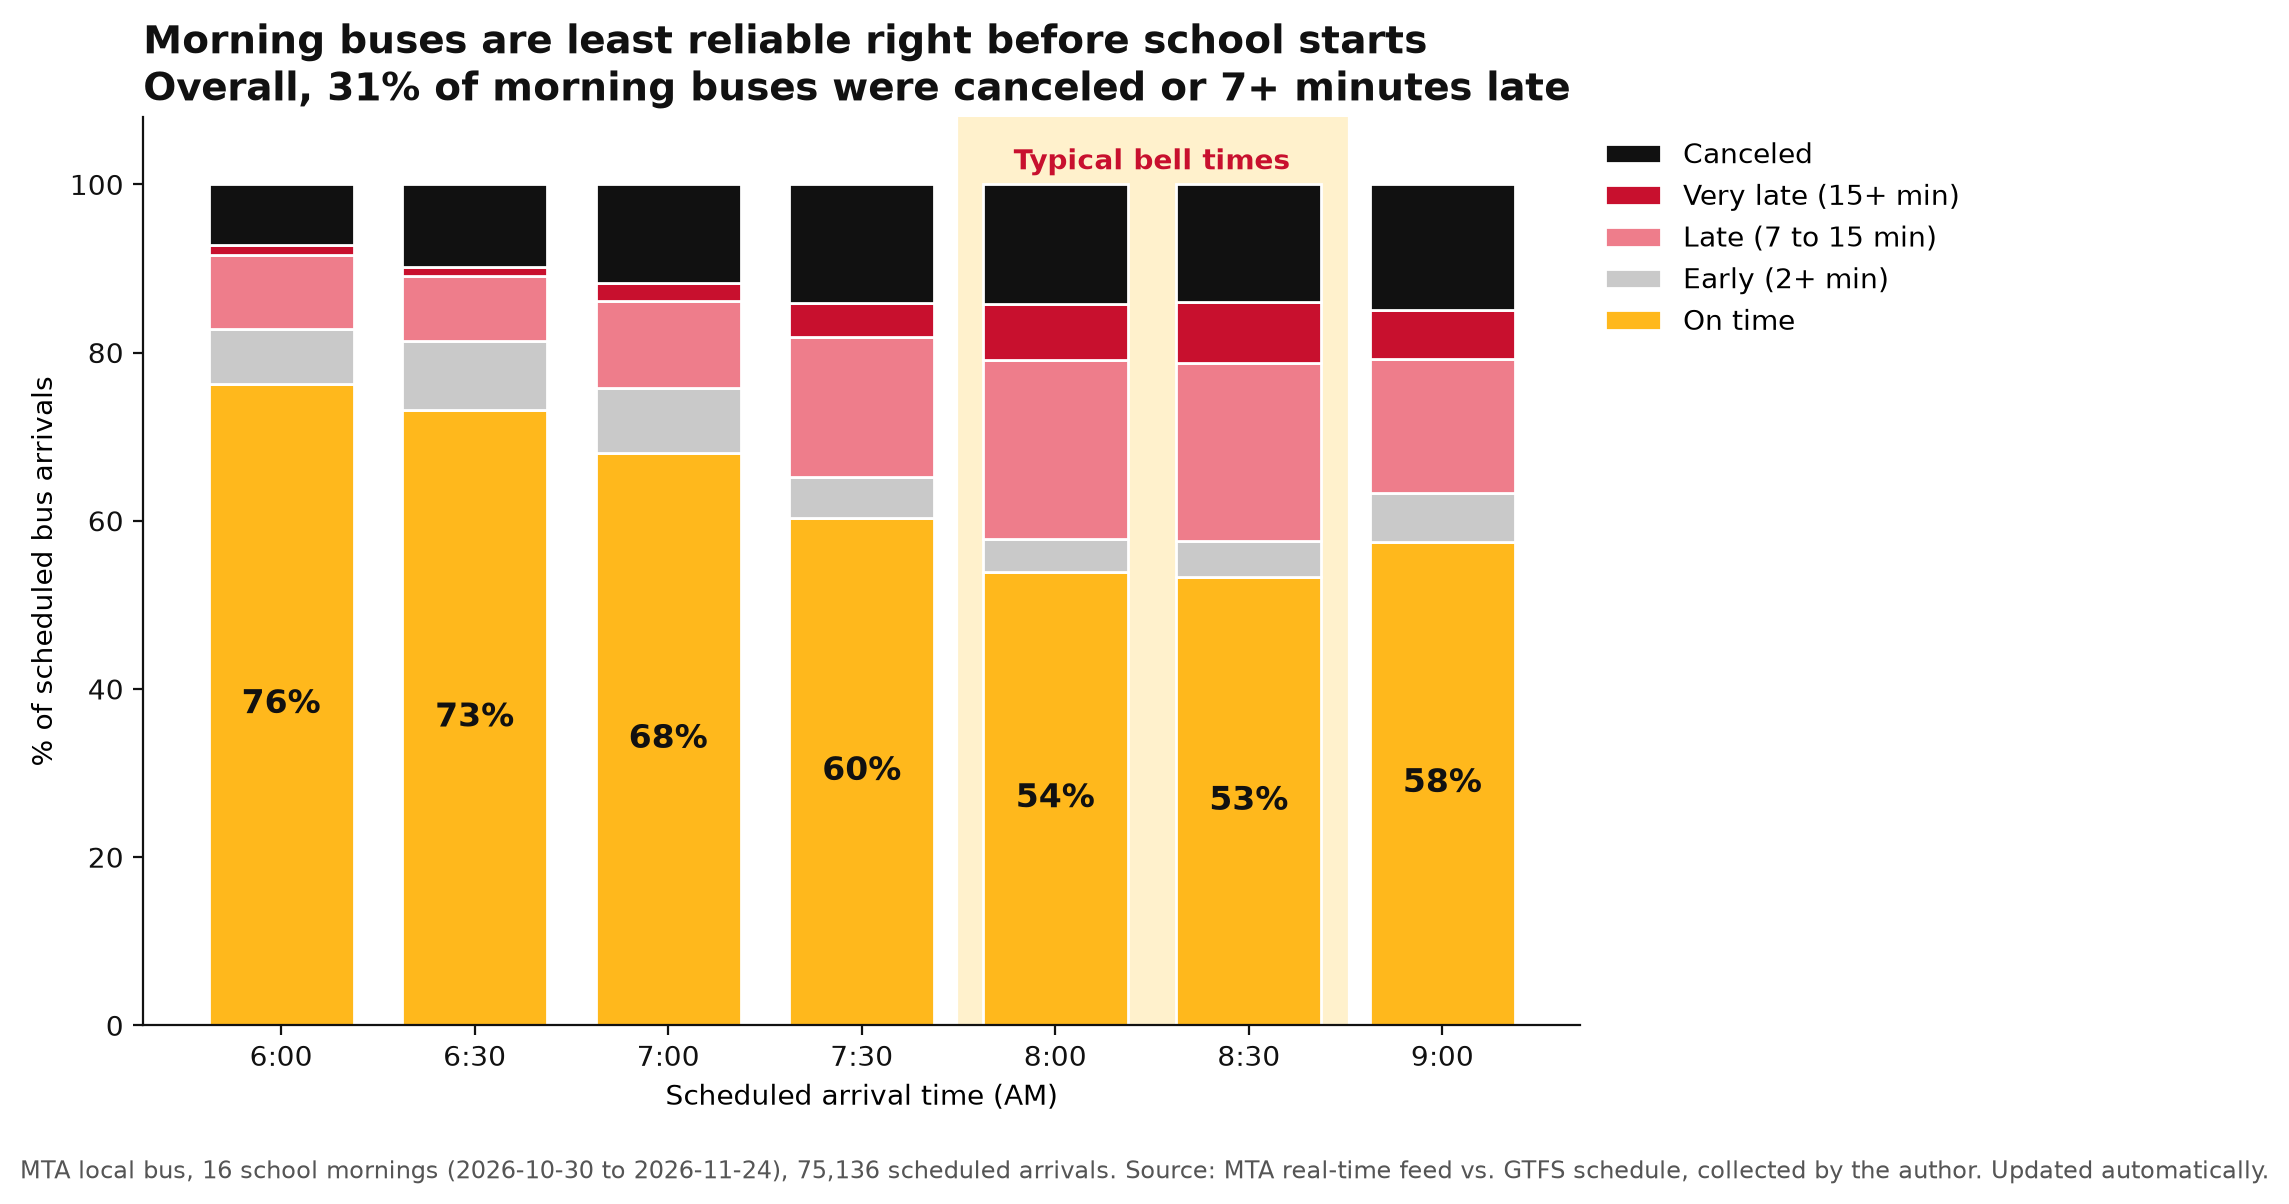 Morning buses are least reliable right before school starts
Overall, 31% of morning buses were canceled or 7+ minutes late
Typical bell times
Canceled
Very late (15+ min)
Late (7 to 15 min)
Early (2+ min)
On time
% of scheduled bus arrivals
100
80
60
40
20
0
76%
73%
68%
60%
54%
53%
58%
6:00
6:30
7:00
7:30
8:00
8:30
9:00
Scheduled arrival time (AM)
MTA local bus, 16 school mornings (2026-10-30 to 2026-11-24), 75,136 scheduled arrivals. Source: MTA real-time feed vs. GTFS schedule, collected by the author. Updated automatically.